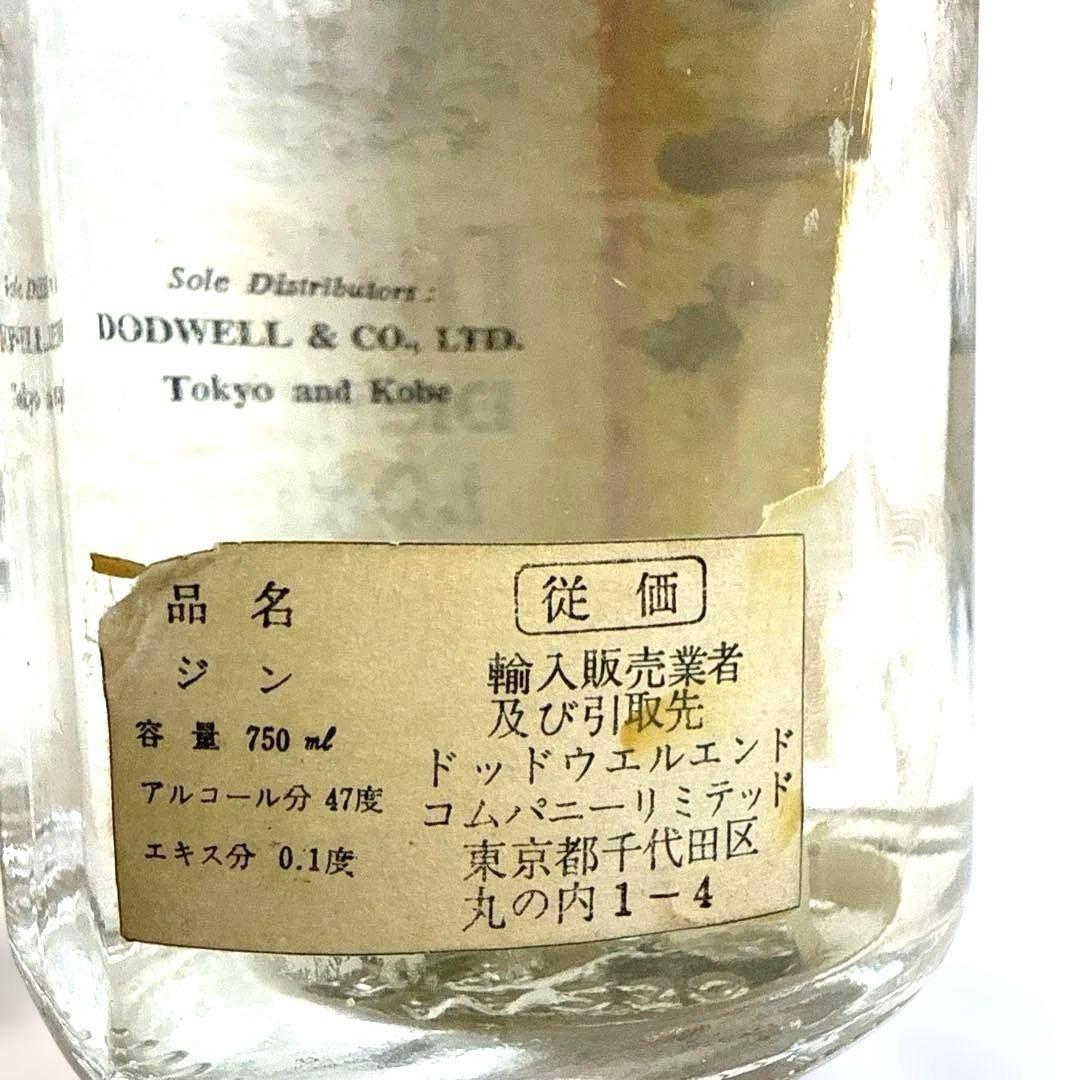 Sole Distributors:
DODWELL & CO., LTD.
Tokyo and Kobe
品名
ジン
容量 750 ml
アルコール分 47度
エキス分 0.1度
従価
輸入販売業者
及び引取先
ドッドウエルエンド
コムパニーリミテッド
東京都千代田区
丸の内1-4